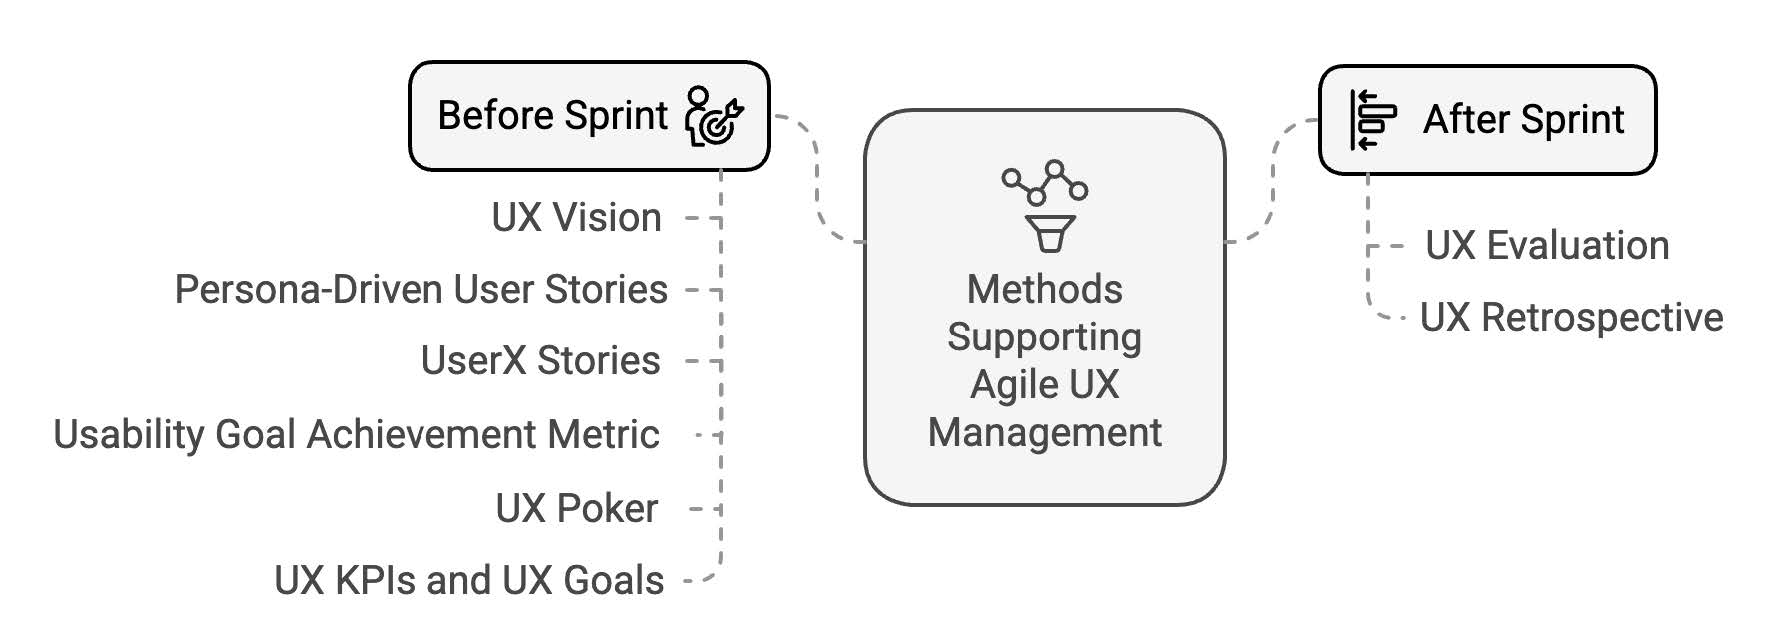 Before Sprint
UX Vision
Persona-Driven User Stories
UserX Stories
Usability Goal Achievement Metric
UX Poker
UX KPIs and UX Goals
Methods
Supporting
Agile UX
Management
After Sprint
UX Evaluation
UX Retrospective